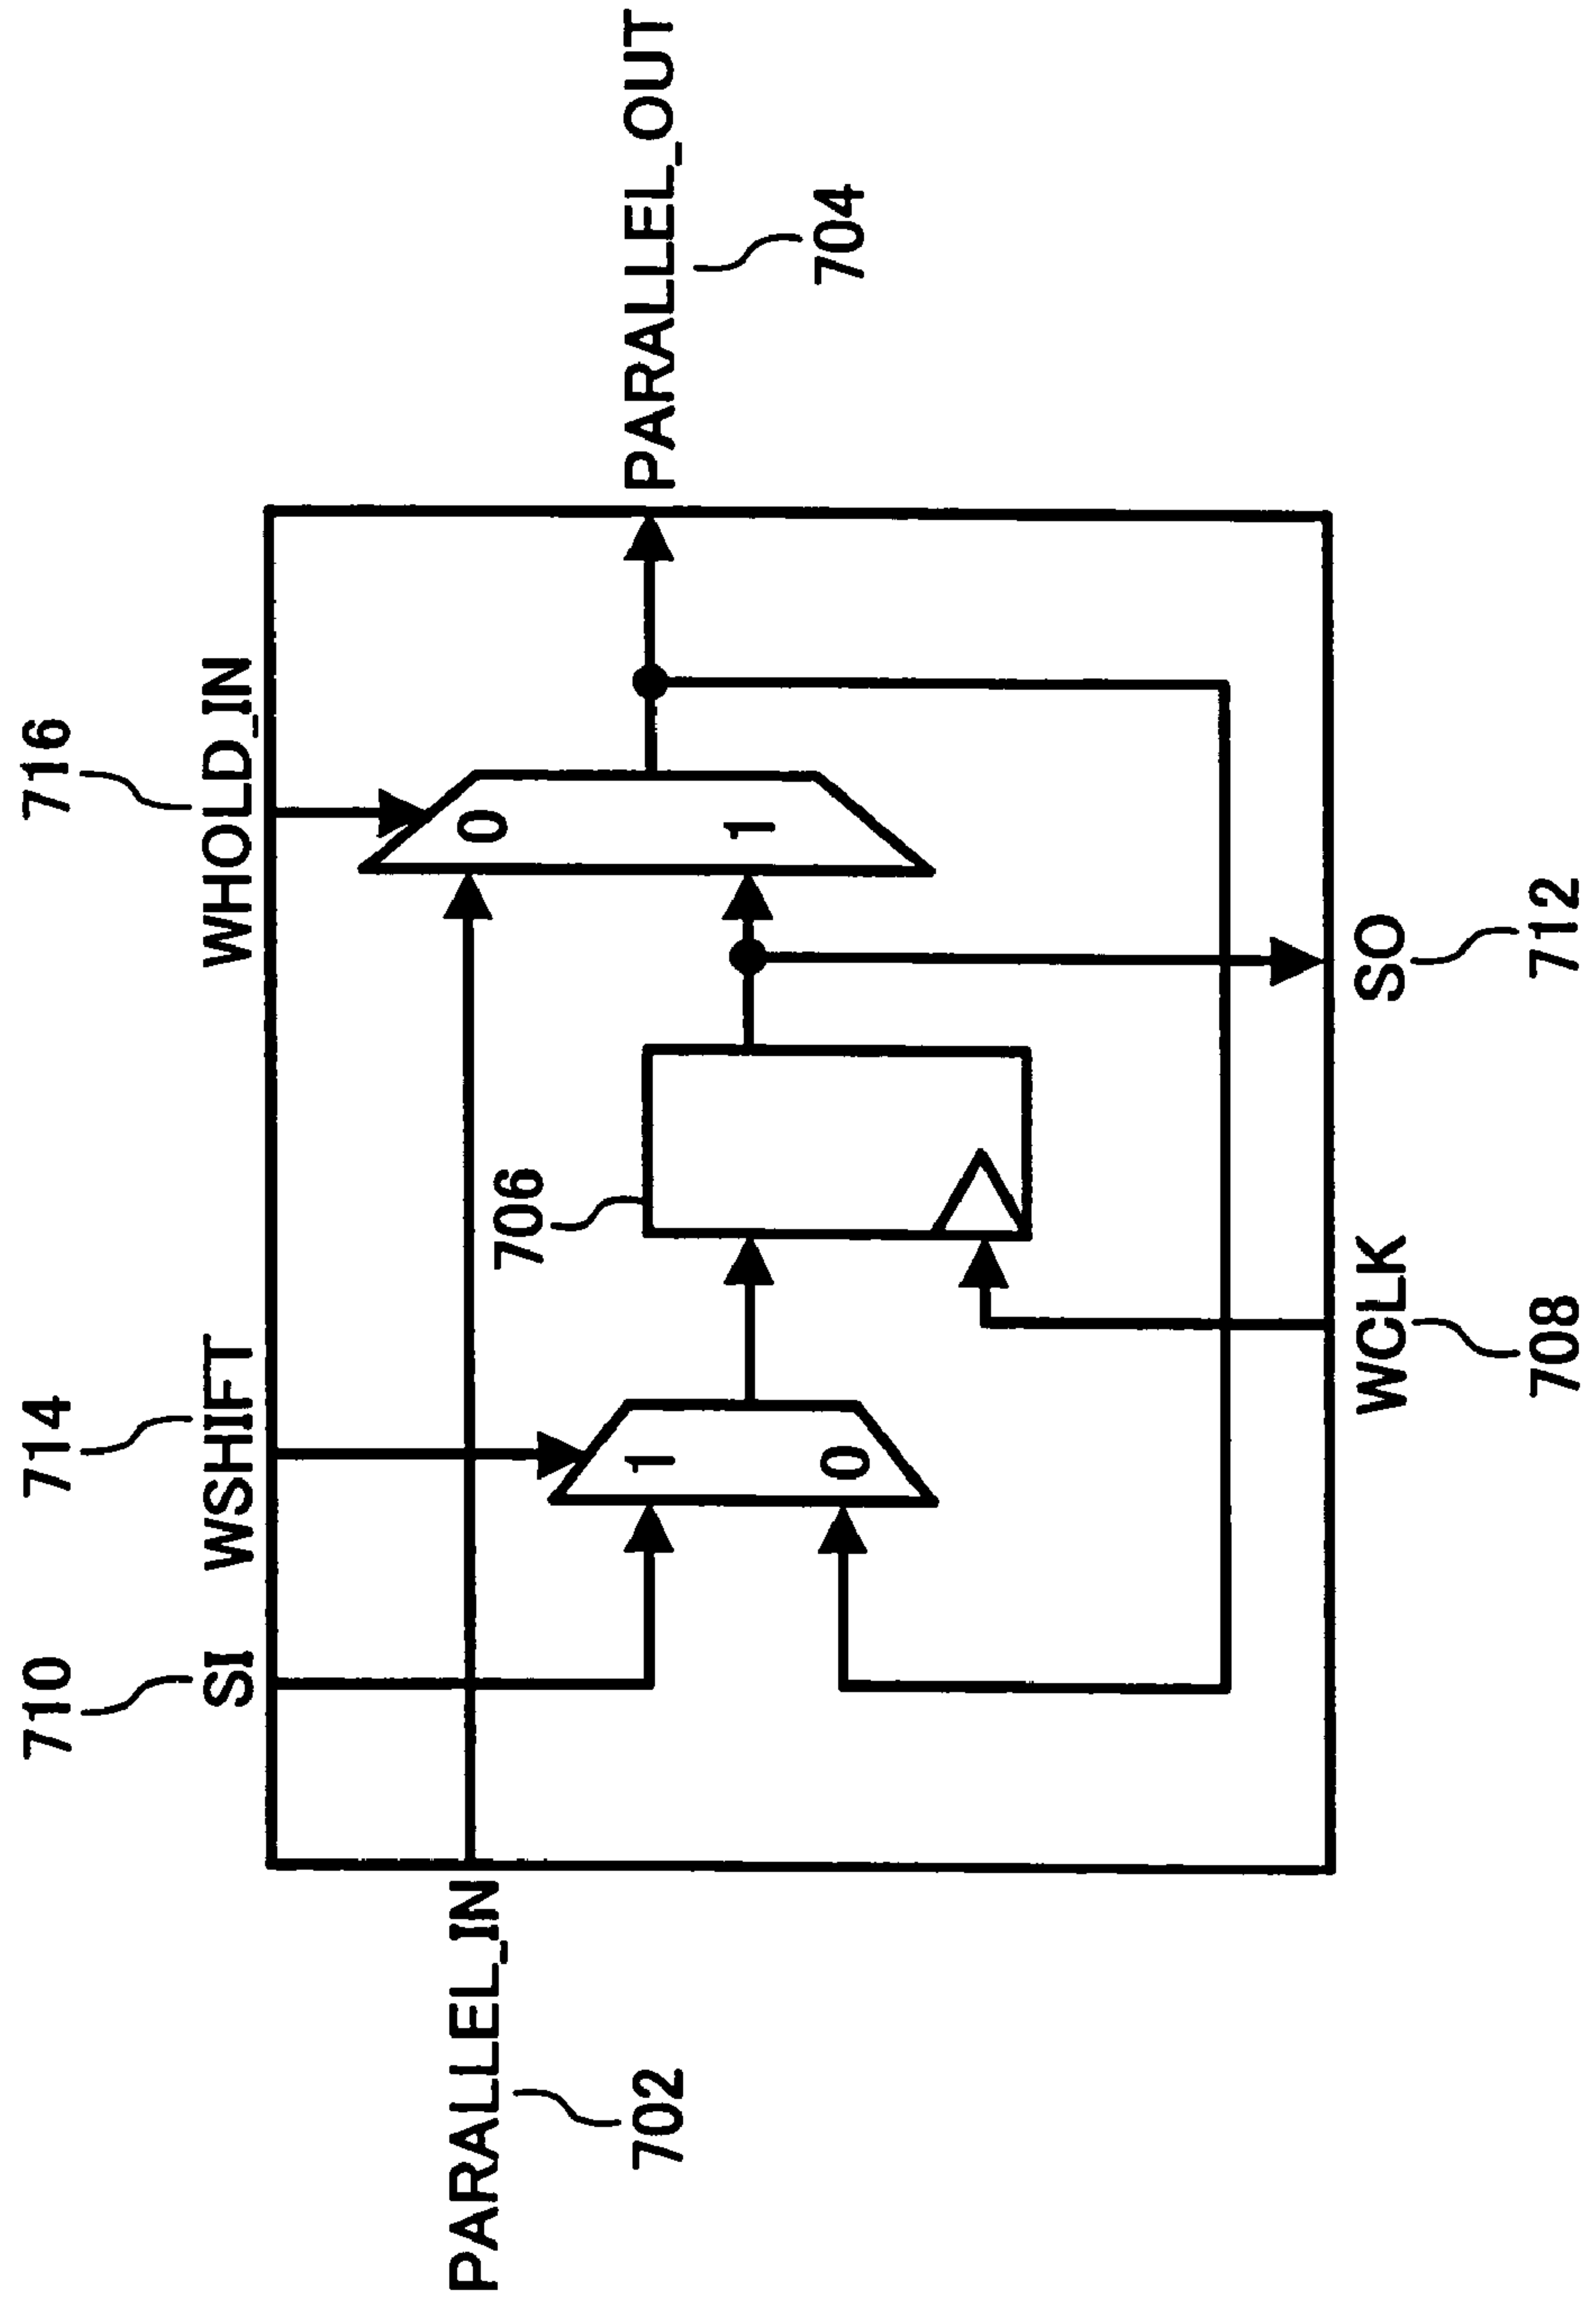 710
714
716
SI
WSHIFT
WHOLD_IN
PARALLEL_IN
702
0
706
1
1
0
PARALLEL_OUT
704
WCLK
708
SO
712